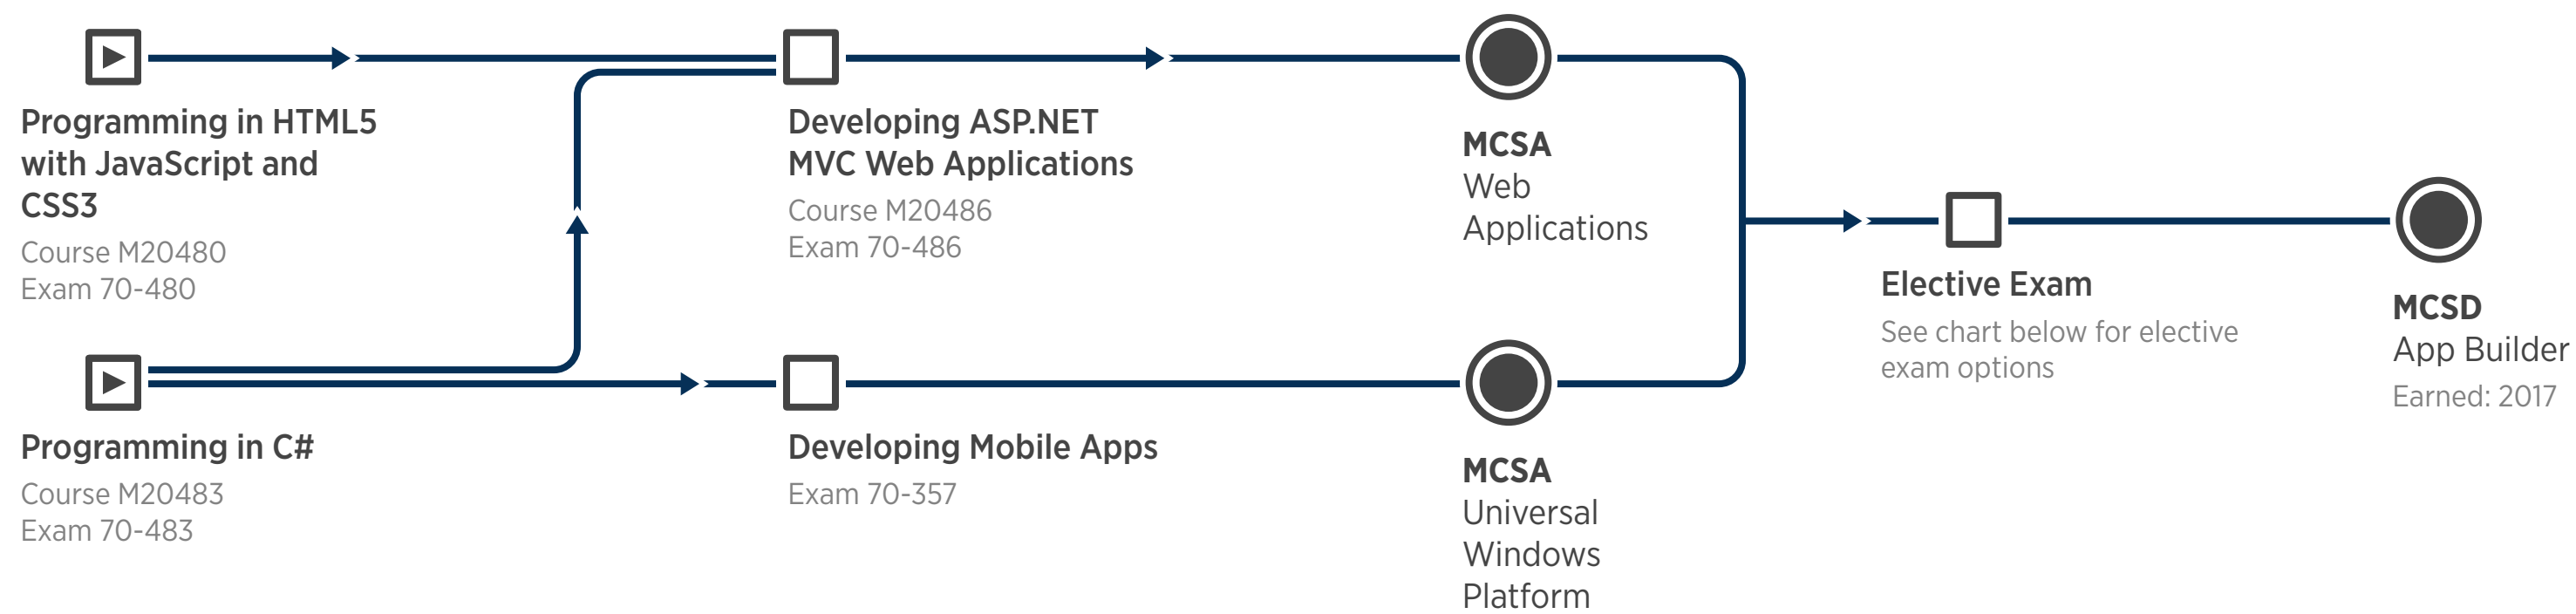 Programming in HTML5
with JavaScript and
CSS3
Course M20480
Exam 70-480
Developing ASP.NET
MVC Web Applications
Course M20486
Exam 70-486
MCSA
Web
Applications
Elective Exam
See chart below for elective
exam options
MCSD
App Builder
Earned: 2017
Programming in C#
Course M20483
Exam 70-483
Developing Mobile Apps
Exam 70-357
MCSA
Universal
Windows
Platform